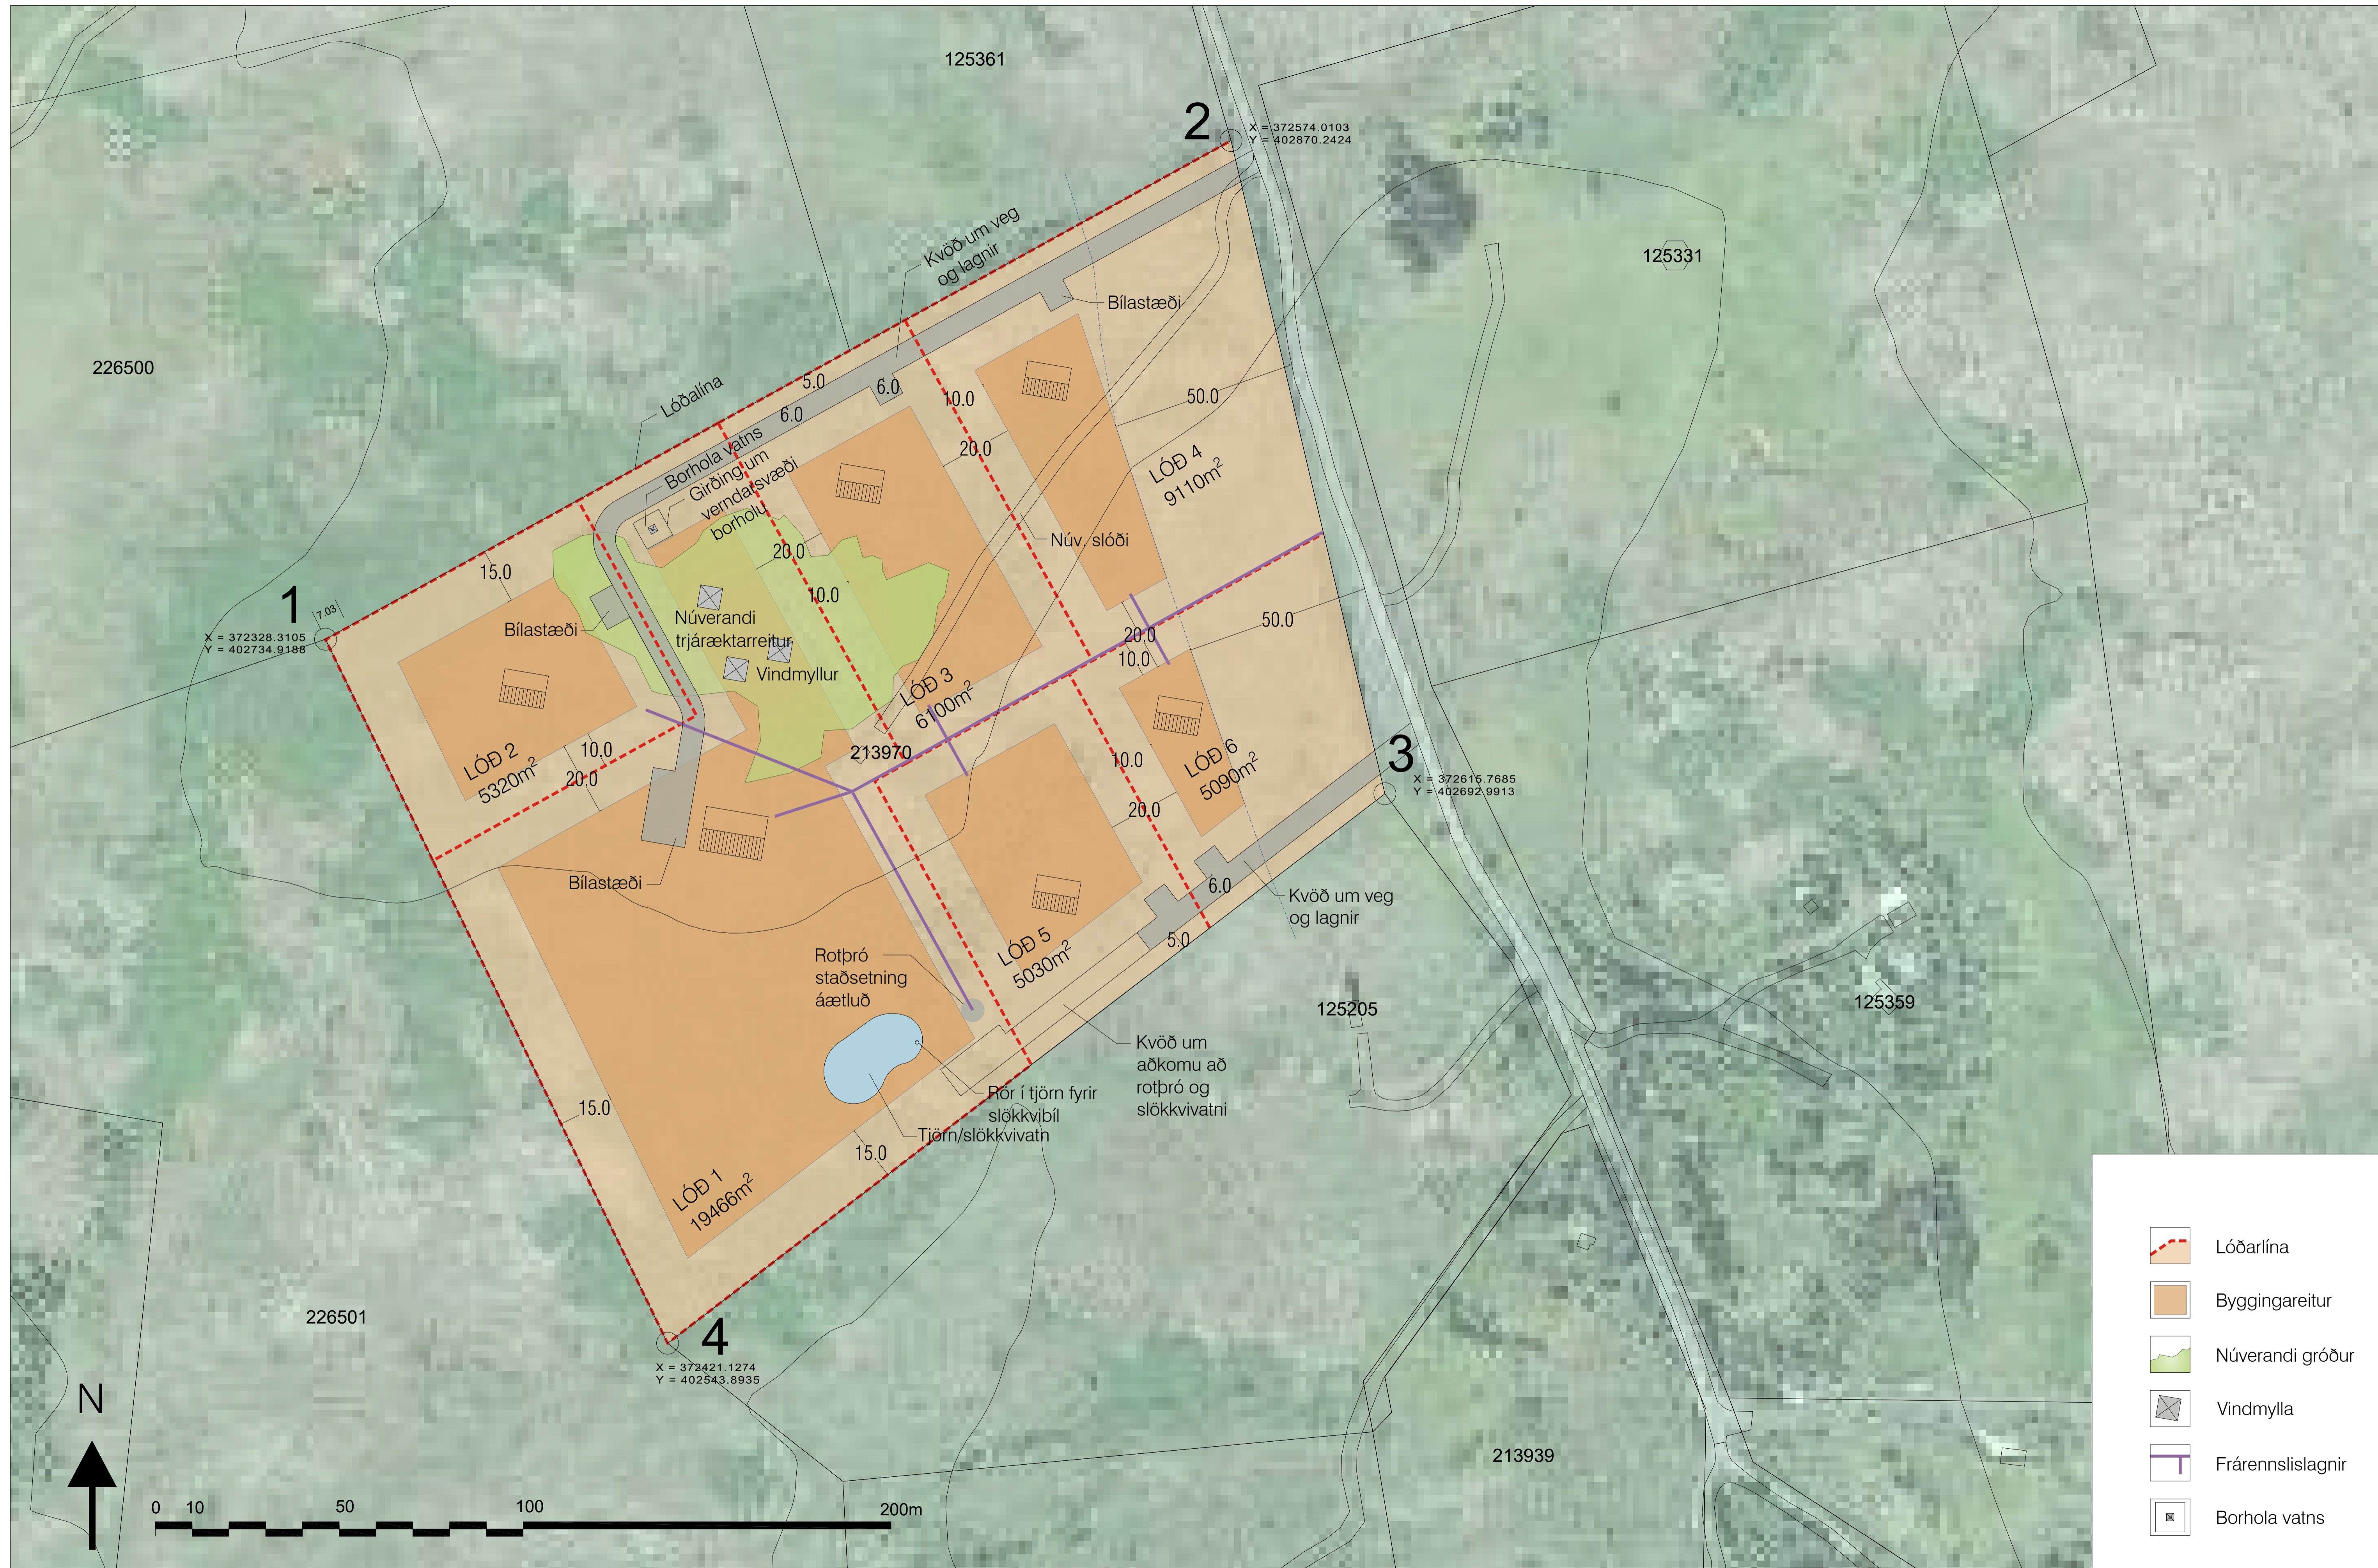 125361
2
X = 372574.0103
Y = 402870.2424
Kvöð um veg
og lagnir
125331
Bílastæði
226500
Lóðalína
5.0
6.0
6.0
10.0
50.0
20.0
Borhola vatns
Girðing um
verndarsvæði
borholu
LÓÐ 4
9110m²
Núv. slóði
20.0
15.0
10.0
1
7.03
X = 372328.3105
Y = 402734.9188
Bílastæði
Núverandi
trjáræktarreitur
Vindmyllur
50.0
20.0
10.0
LÓÐ 3
6100m²
213970
LÓÐ 2
5320m²
10.0
20.0
10.0
LÓÐ 6
5090m²
20.0
3
X = 372615.7685
Y = 402692.9913
Bílastæði
6.0
Kvöð um veg
og lagnir
5.0
LÓÐ 5
5030m²
Rotþró
staðsetning
áætluð
125205
125359
Kvöð um
aðkomu að
rotþró og
slökkvivatni
Rör í tjörn fyrir
slökkvibíl
Tjörn/slökkvivatn
15.0
15.0
LÓÐ 1
19466m²
226501
4
X = 372421.1274
Y = 402543.8935
213939
N
0 10 50 100 200m
Lóðarlína
Byggingareitur
Núverandi gróður
Vindmylla
Frárennslislagnir
Borhola vatns